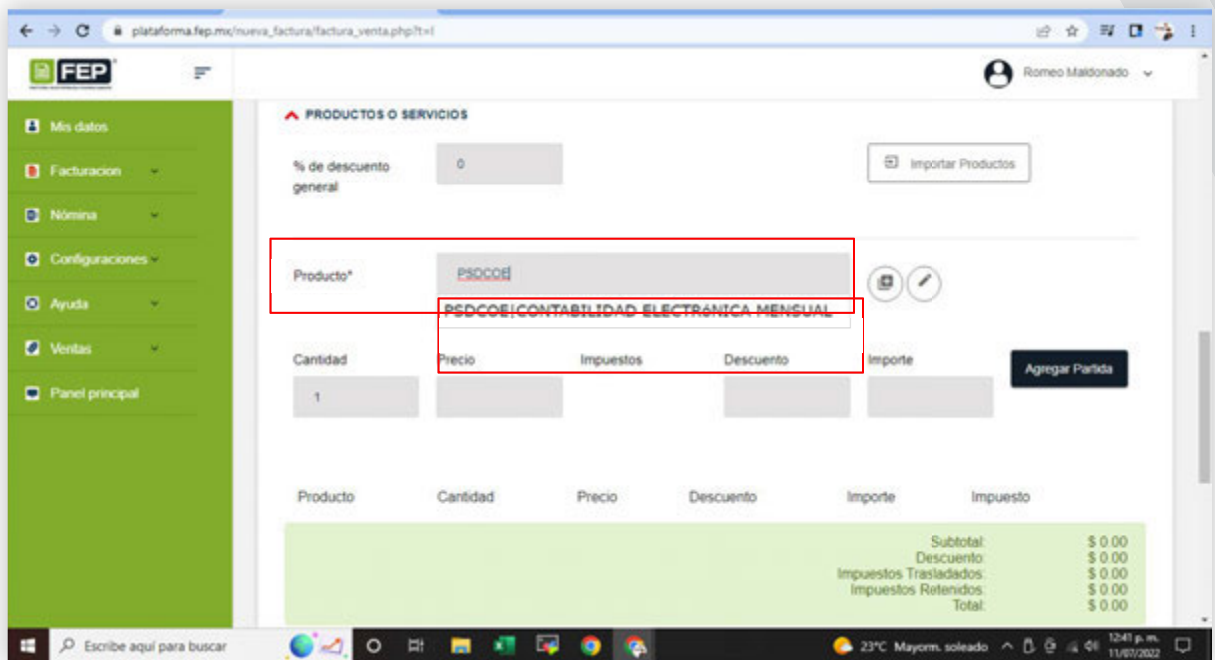 plataforma.fep.mx/nueva_factura/factura_venta.php?t=I
FEP
Romeo Maldonado
Mis datos
Facturacion
Nómina
Configuraciones
Ayuda
Ventas
Panel principal
PRODUCTOS O SERVICIOS
% de descuento general
0
Importar Productos
Producto*
PSDCOE
PSDCOE|CONTABILIDAD ELECTRóNICA MENSUAL
Cantidad Precio Impuestos Descuento Importe
Agregar Partida
1
Producto Cantidad Precio Descuento Importe Impuesto
Subtotal: $ 0.00
Descuento: $ 0.00
Impuestos Trasladados: $ 0.00
Impuestos Retenidos: $ 0.00
Total: $ 0.00
Escribe aquí para buscar
23°C Mayorm. soleado
12:41 p. m.
11/07/2022